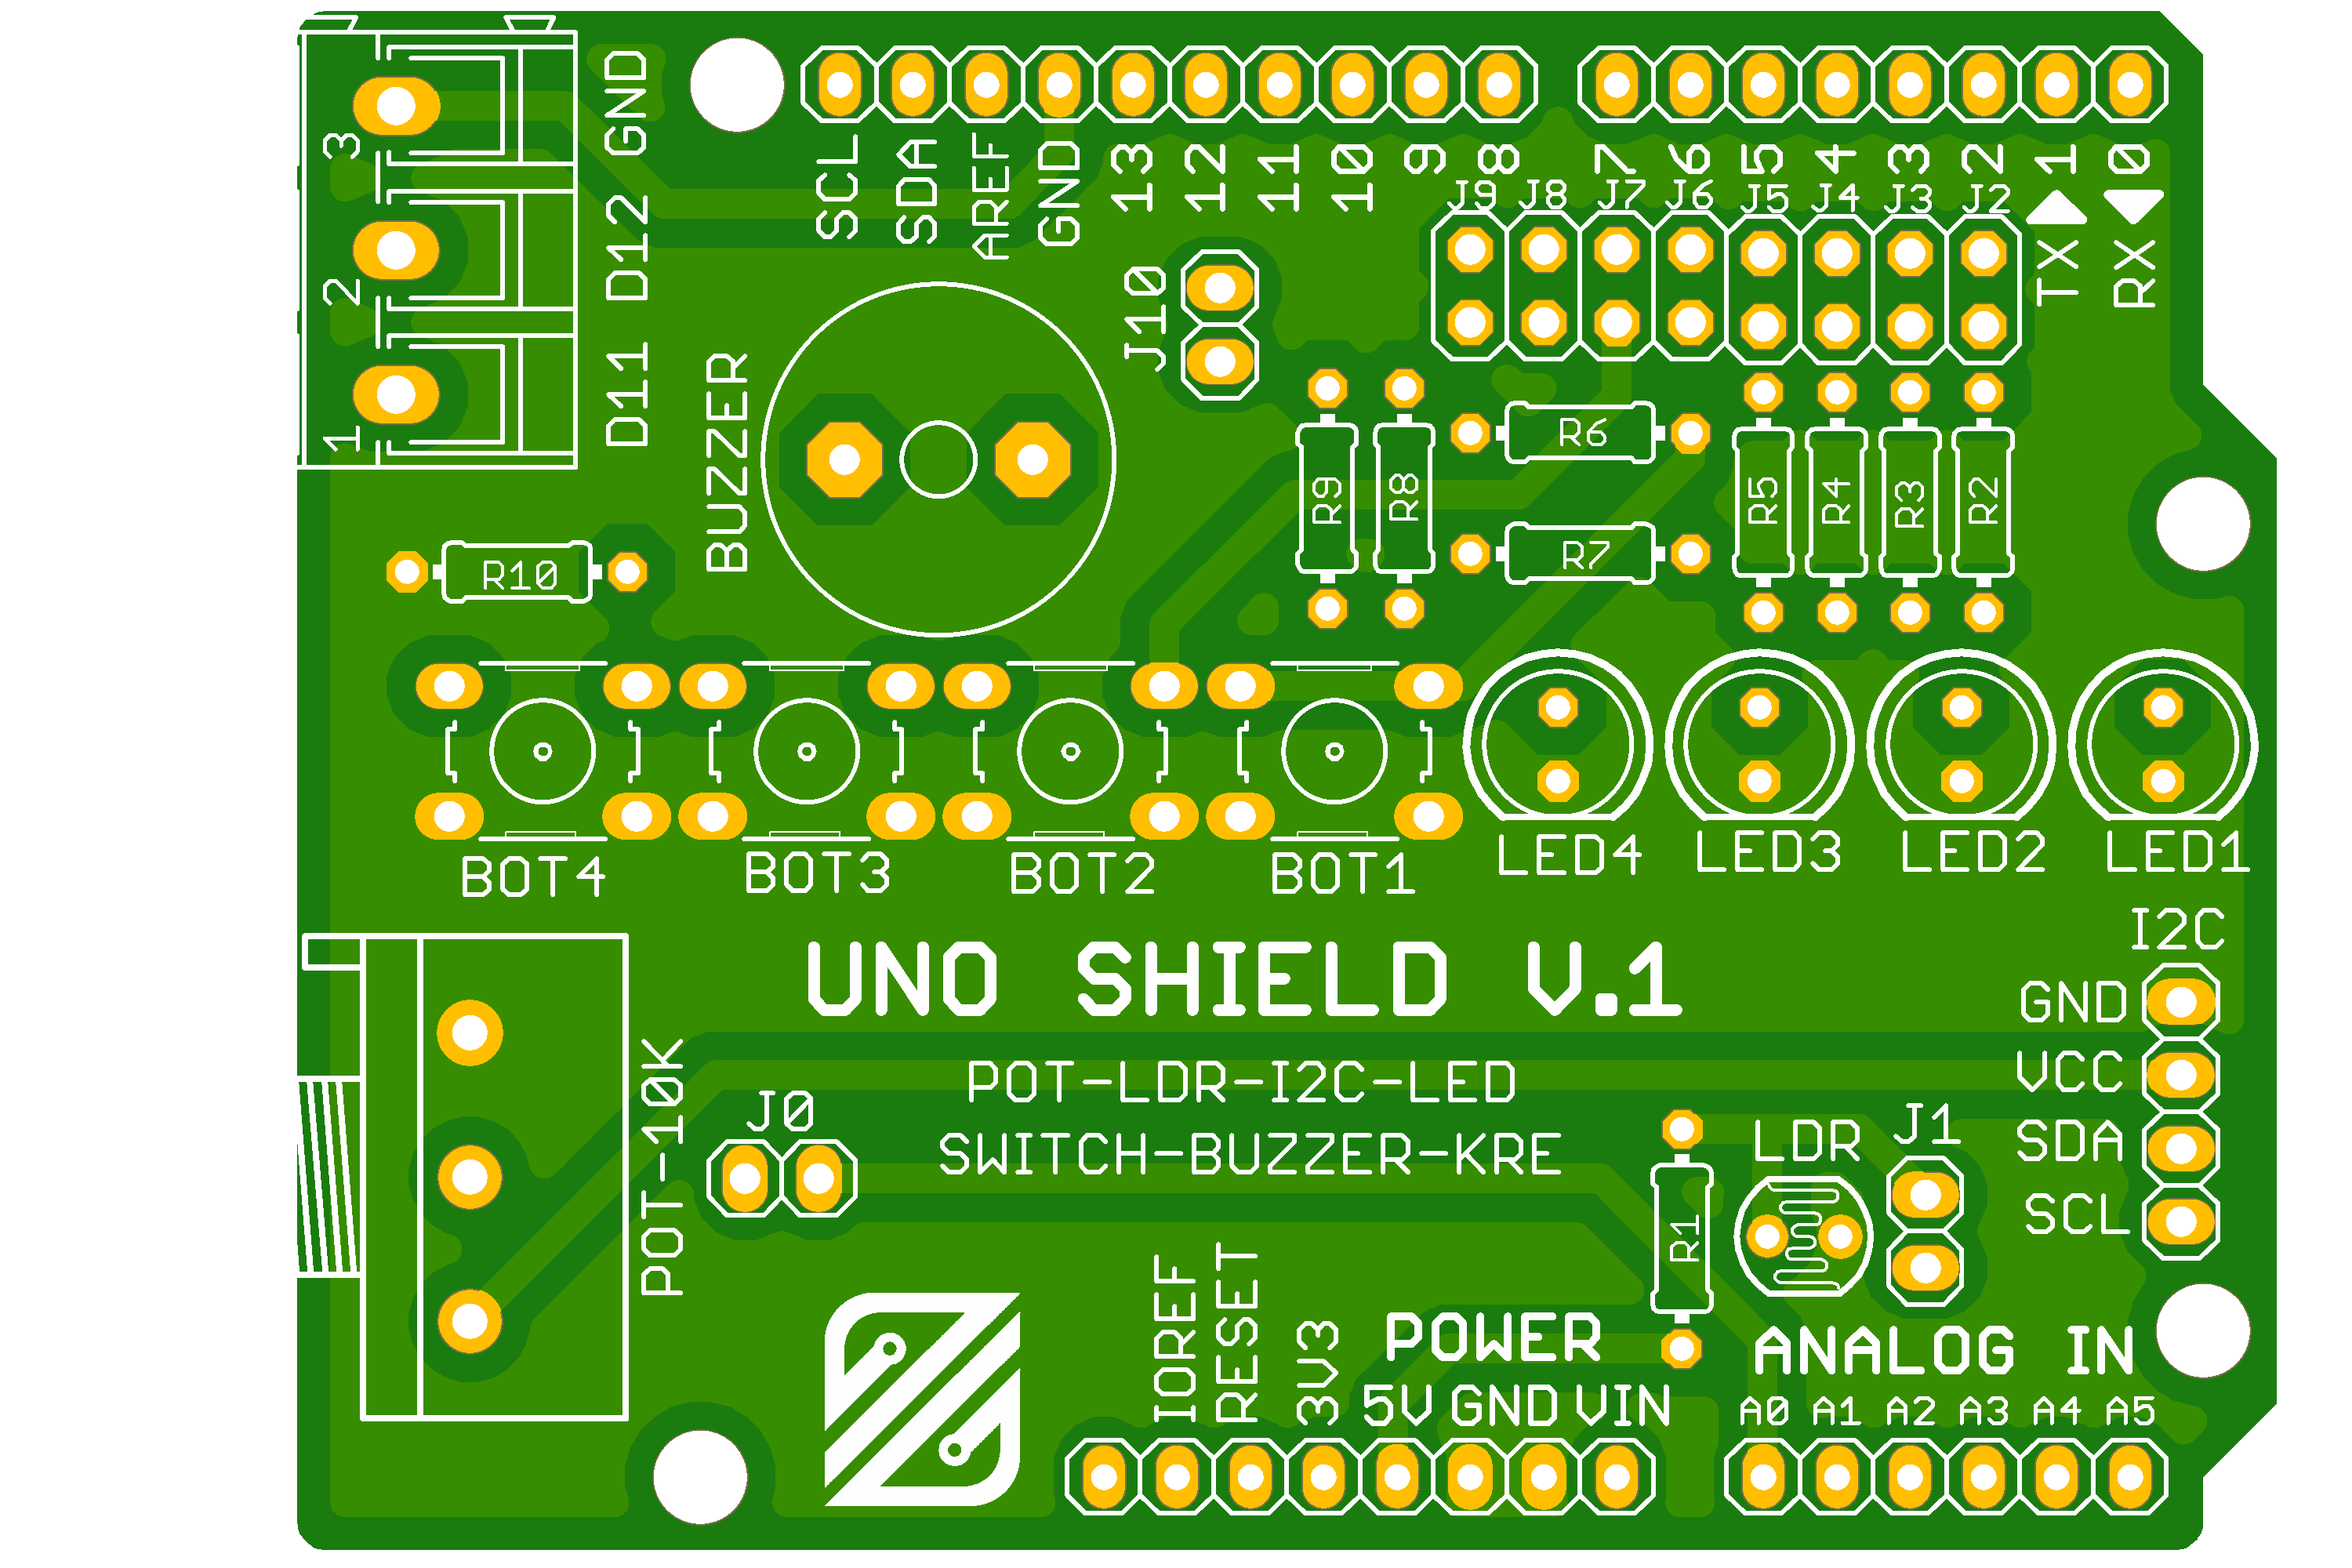 3
2
1
GND
D12
D11
SCL
SDA
AREF
GND
13
12
11
10
9
8
7
6
5
4
3
2
1
0
J9
J8
J7
J6
J5
J4
J3
J2
TX
RX
J10
BUZZER
R10
R9
R8
R6
R7
R5
R4
R3
R2
BOT4
BOT3
BOT2
BOT1
LED4
LED3
LED2
LED1
UNO SHIELD V.1
I2C
GND
VCC
SDA
SCL
POT-10K
J0
POT-LDR-I2C-LED
SWITCH-BUZZER-KRE
R1
LDR
J1
IOREF
RESET
3V3
POWER
5V GND VIN
ANALOG IN
A0 A1 A2 A3 A4 A5